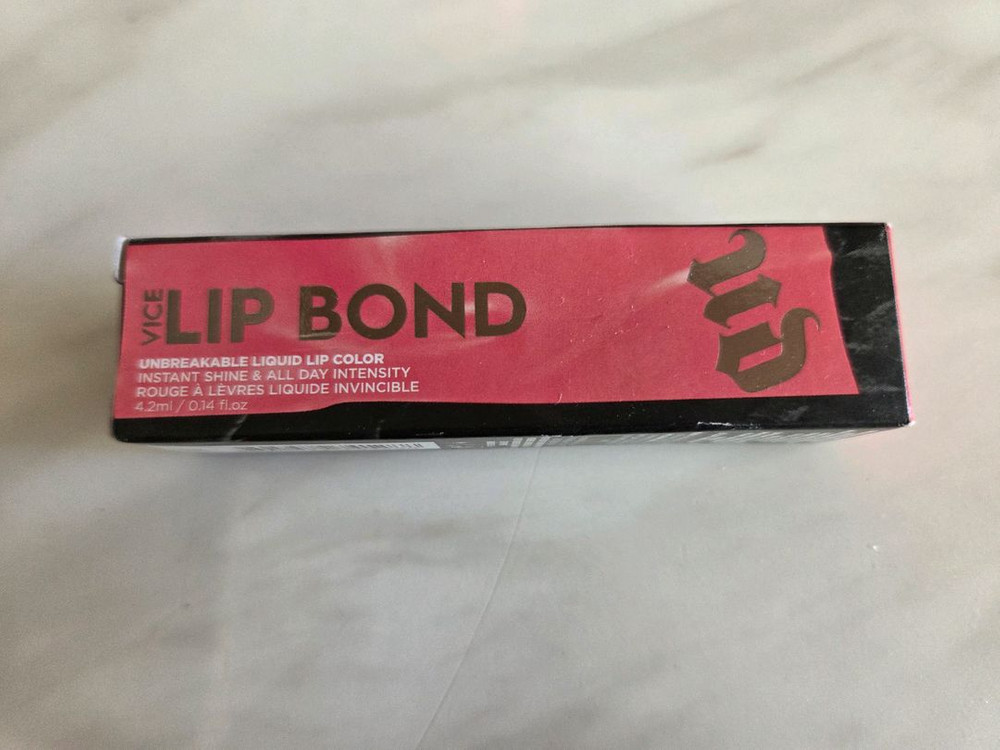 VICE
LIP BOND
UNBREAKABLE LIQUID LIP COLOR
INSTANT SHINE & ALL DAY INTENSITY
ROUGE À LÈVRES LIQUIDE INVINCIBLE
4.2ml / 0.14 fl.oz
UD